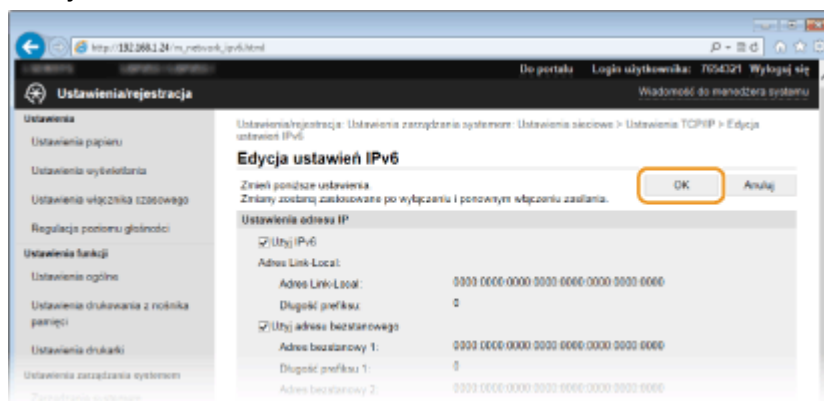 http://192.168.1.24/m_network_ipv6.html
Do portalu Login użytkownika: 7654321 Wyloguj się
Ustawienia/rejestracja
Wiadomość do menedżera systemu
Ustawienia
Ustawienia papieru
Ustawienia wyświetlania
Ustawienia włącznika czasowego
Regulacja poziomu głośności
Ustawienia funkcji
Ustawienia ogólne
Ustawienia drukowania z nośnika
pamięci
Ustawienia drukarki
Ustawienia zarządzania systemem
Zarządzanie systemem
Ustawienia/rejestracja: Ustawienia zarządzania systemem: Ustawienia sieciowe > Ustawienia TCP/IP > Edycja
ustawień IPv6
Edycja ustawień IPv6
Zmień poniższe ustawienia.
Zmiany zostaną zastosowane po wyłączeniu i ponownym włączeniu zasilania.
OK Anuluj
Ustawienia adresu IP
Użyj IPv6
Adres Link-Local:
Adres Link-Local: 0000:0000:0000:0000:0000:0000:0000:0000
Długość prefiksu: 0
Użyj adresu bezstanowego
Adres bezstanowy 1: 0000:0000:0000:0000:0000:0000:0000:0000
Długość prefiksu 1: 0
Adres bezstanowy 2: 0000:0000:0000:0000:0000:0000:0000:0000